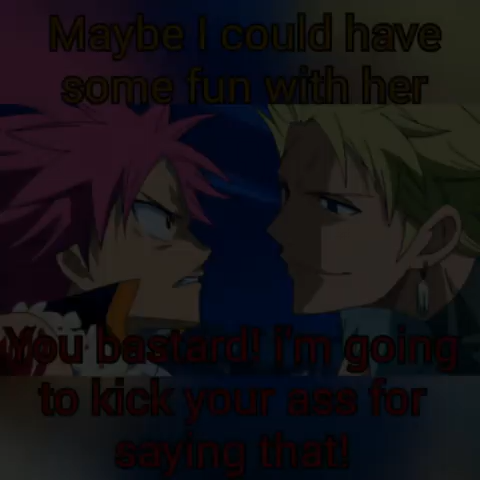 Maybe I could have
some fun with her
You bastard! i'm going
to kick your ass for
saying that!